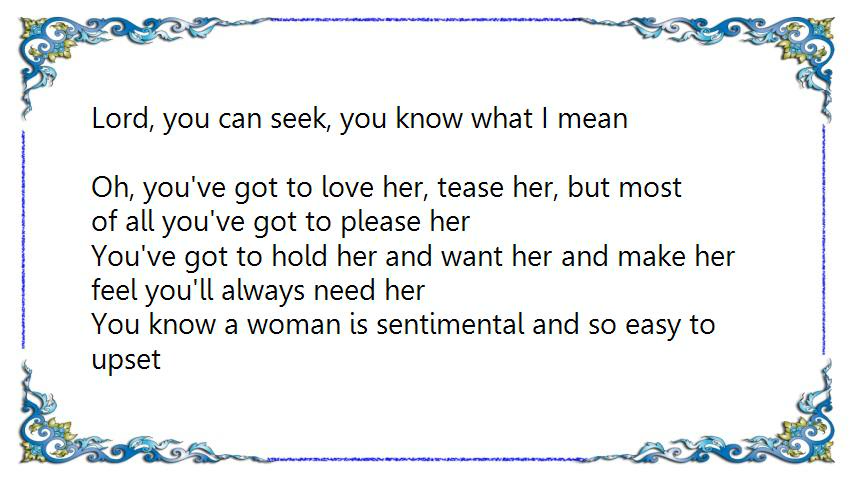 Lord, you can seek, you know what I mean
Oh, you've got to love her, tease her, but most
of all you've got to please her
You've got to hold her and want her and make her
feel you'll always need her
You know a woman is sentimental and so easy to
upset